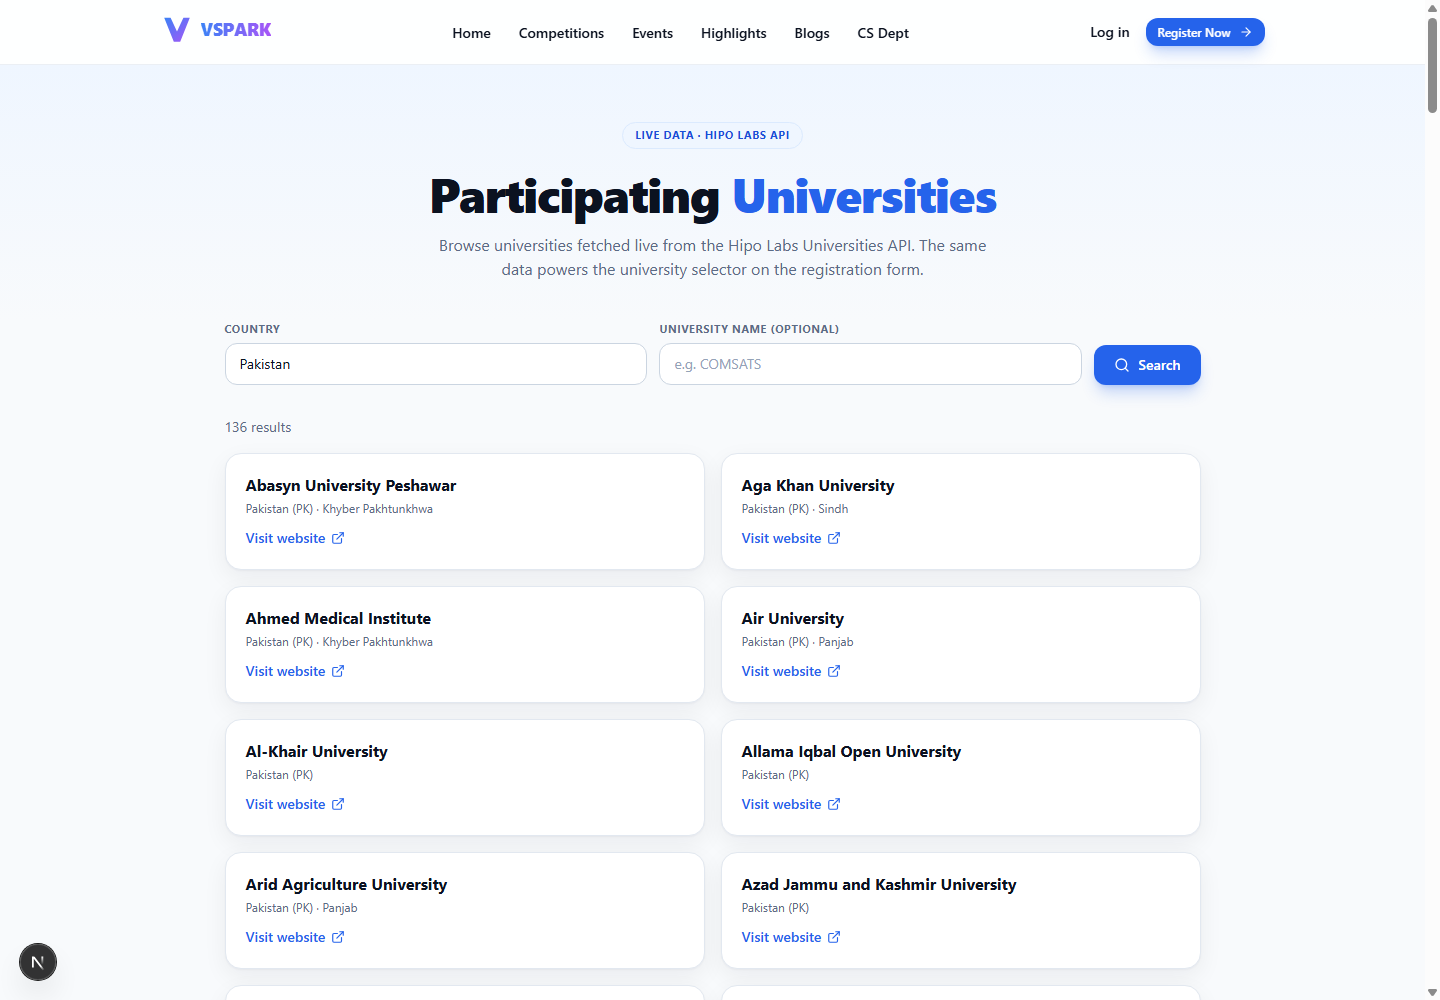 V VSPARK
Home Competitions Events Highlights Blogs CS Dept
Log in Register Now
LIVE DATA · HIPO LABS API
Participating Universities
Browse universities fetched live from the Hipo Labs Universities API. The same
data powers the university selector on the registration form.
COUNTRY
Pakistan
UNIVERSITY NAME (OPTIONAL)
e.g. COMSATS
Search
136 results
Abasyn University Peshawar
Pakistan (PK) · Khyber Pakhtunkhwa
Visit website
Aga Khan University
Pakistan (PK) · Sindh
Visit website
Ahmed Medical Institute
Pakistan (PK) · Khyber Pakhtunkhwa
Visit website
Air University
Pakistan (PK) · Panjab
Visit website
Al-Khair University
Pakistan (PK)
Visit website
Allama Iqbal Open University
Pakistan (PK)
Visit website
Arid Agriculture University
Pakistan (PK) · Panjab
Visit website
Azad Jammu and Kashmir University
Pakistan (PK)
Visit website
N